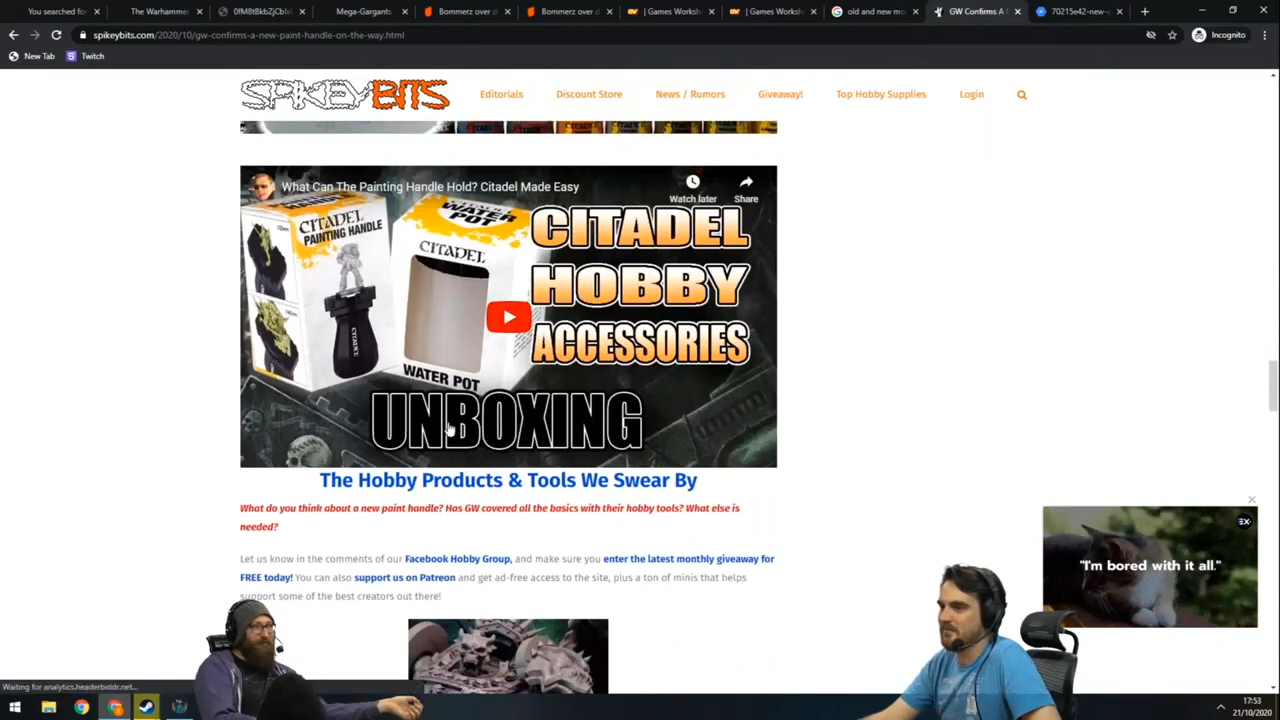 You searched for
The Warhammer
0fM8tBkbZjCbl
Mega-Gargants
Bommerz over d
Bommerz over d
| Games Worksh
| Games Worksh
old and new mo
GW Confirms A
70215e42-new-
spikeybits.com/2020/10/gw-confirms-a-new-paint-handle-on-the-way.html
Incognito
New Tab
Twitch
SPIKEYBITS
Editorials
Discount Store
News / Rumors
Giveaway!
Top Hobby Supplies
Login
What Can The Painting Handle Hold? Citadel Made Easy
Watch later
Share
CITADEL
PAINTING HANDLE
CITADEL
WATER
POT
CITADEL
WATER POT
CITADEL
HOBBY
ACCESSORIES
UNBOXING
The Hobby Products & Tools We Swear By
What do you think about a new paint handle? Has GW covered all the basics with their hobby tools? What else is
needed?
Let us know in the comments of our Facebook Hobby Group, and make sure you enter the latest monthly giveaway for
FREE today! You can also support us on Patreon and get ad-free access to the site, plus a ton of minis that helps
support some of the best creators out there!
"I'm bored with it all."
Waiting for analytics.headerbiddr.net...
17:53
21/10/2020